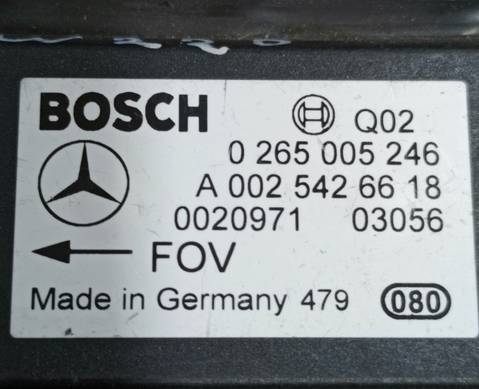 BOSCH Q02
0 265 005 246
A 002 542 66 18
0020971 03056
FOV
Made in Germany 479 080